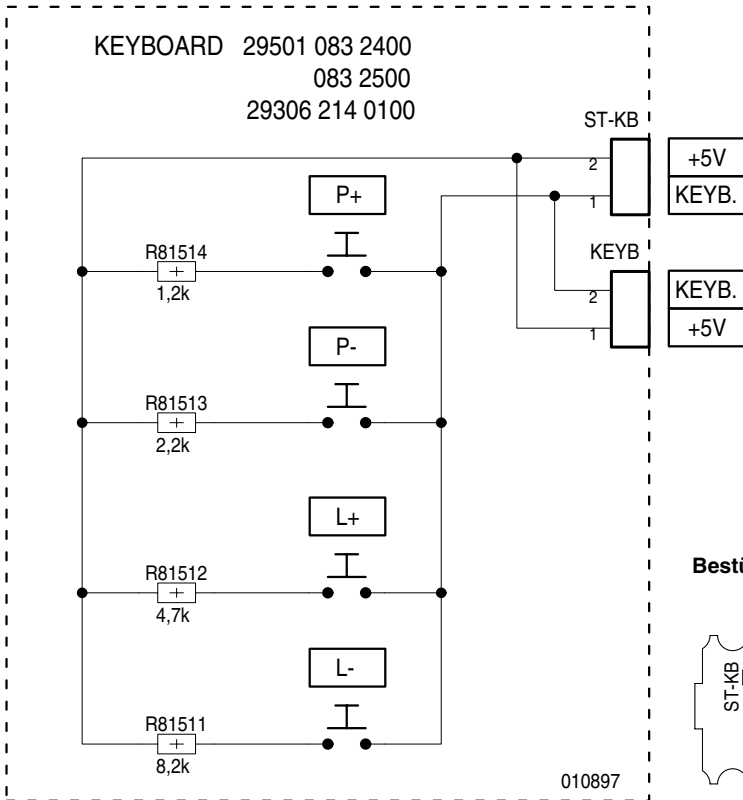 KEYBOARD 29501 083 2400
083 2500
29306 214 0100
ST-KB
2
+5V
1
KEYB.
P+
R81514
1,2k
KEYB
2
KEYB.
1
+5V
P-
R81513
2,2k
L+
R81512
4,7k
L-
R81511
8,2k
010897
ST-KB